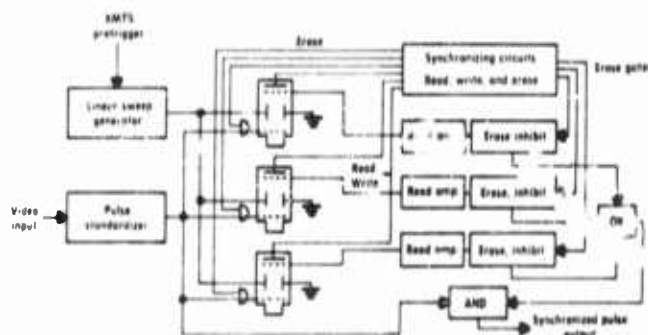 XMTS
pretrigger
Erase
Synchronizing circuits
Read, write, and erase
Erase gate
Linear sweep
generator
Erase inhibit
Read
Write
Video
input
Pulse
standardizer
Read amp.
Erase, inhibit
OR
Read amp.
Erase, inhibit
AND
Synchronized pulse
output